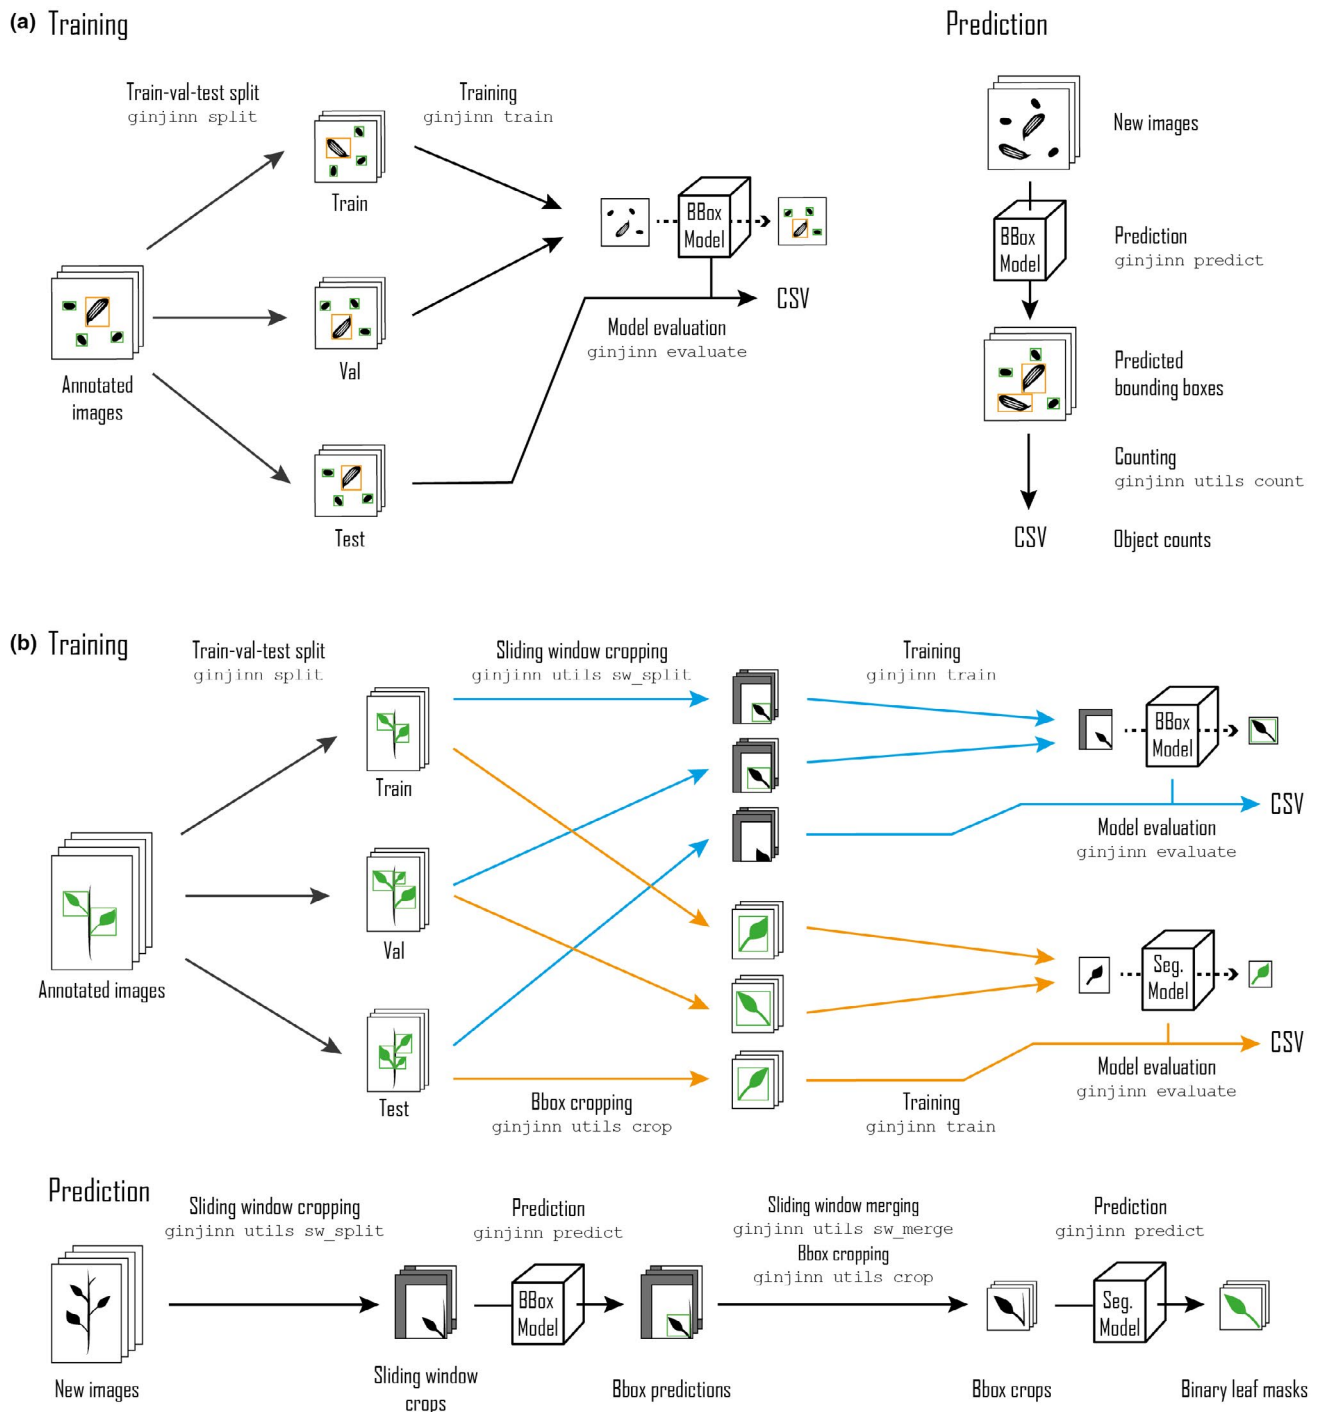 (a) Training
Prediction
Train-val-test split
ginjinn split
Training
ginjinn train
Train
Val
Test
Annotated
images
BBox
Model
CSV
Model evaluation
ginjinn evaluate
New images
BBox
Model
Prediction
ginjinn predict
Predicted
bounding boxes
Counting
ginjinn utils count
CSV
Object counts
(b) Training
Train-val-test split
ginjinn split
Sliding window cropping
ginjinn utils sw_split
Training
ginjinn train
Train
Val
Test
Annotated images
BBox
Model
CSV
Model evaluation
ginjinn evaluate
Seg.
Model
CSV
Model evaluation
ginjinn evaluate
Bbox cropping
ginjinn utils crop
Training
ginjinn train
Prediction
Sliding window cropping
ginjinn utils sw_split
Prediction
ginjinn predict
Sliding window merging
ginjinn utils sw_merge
Bbox cropping
ginjinn utils crop
Prediction
ginjinn predict
BBox
Model
Seg.
Model
New images
Sliding window
crops
Bbox predictions
Bbox crops
Binary leaf masks